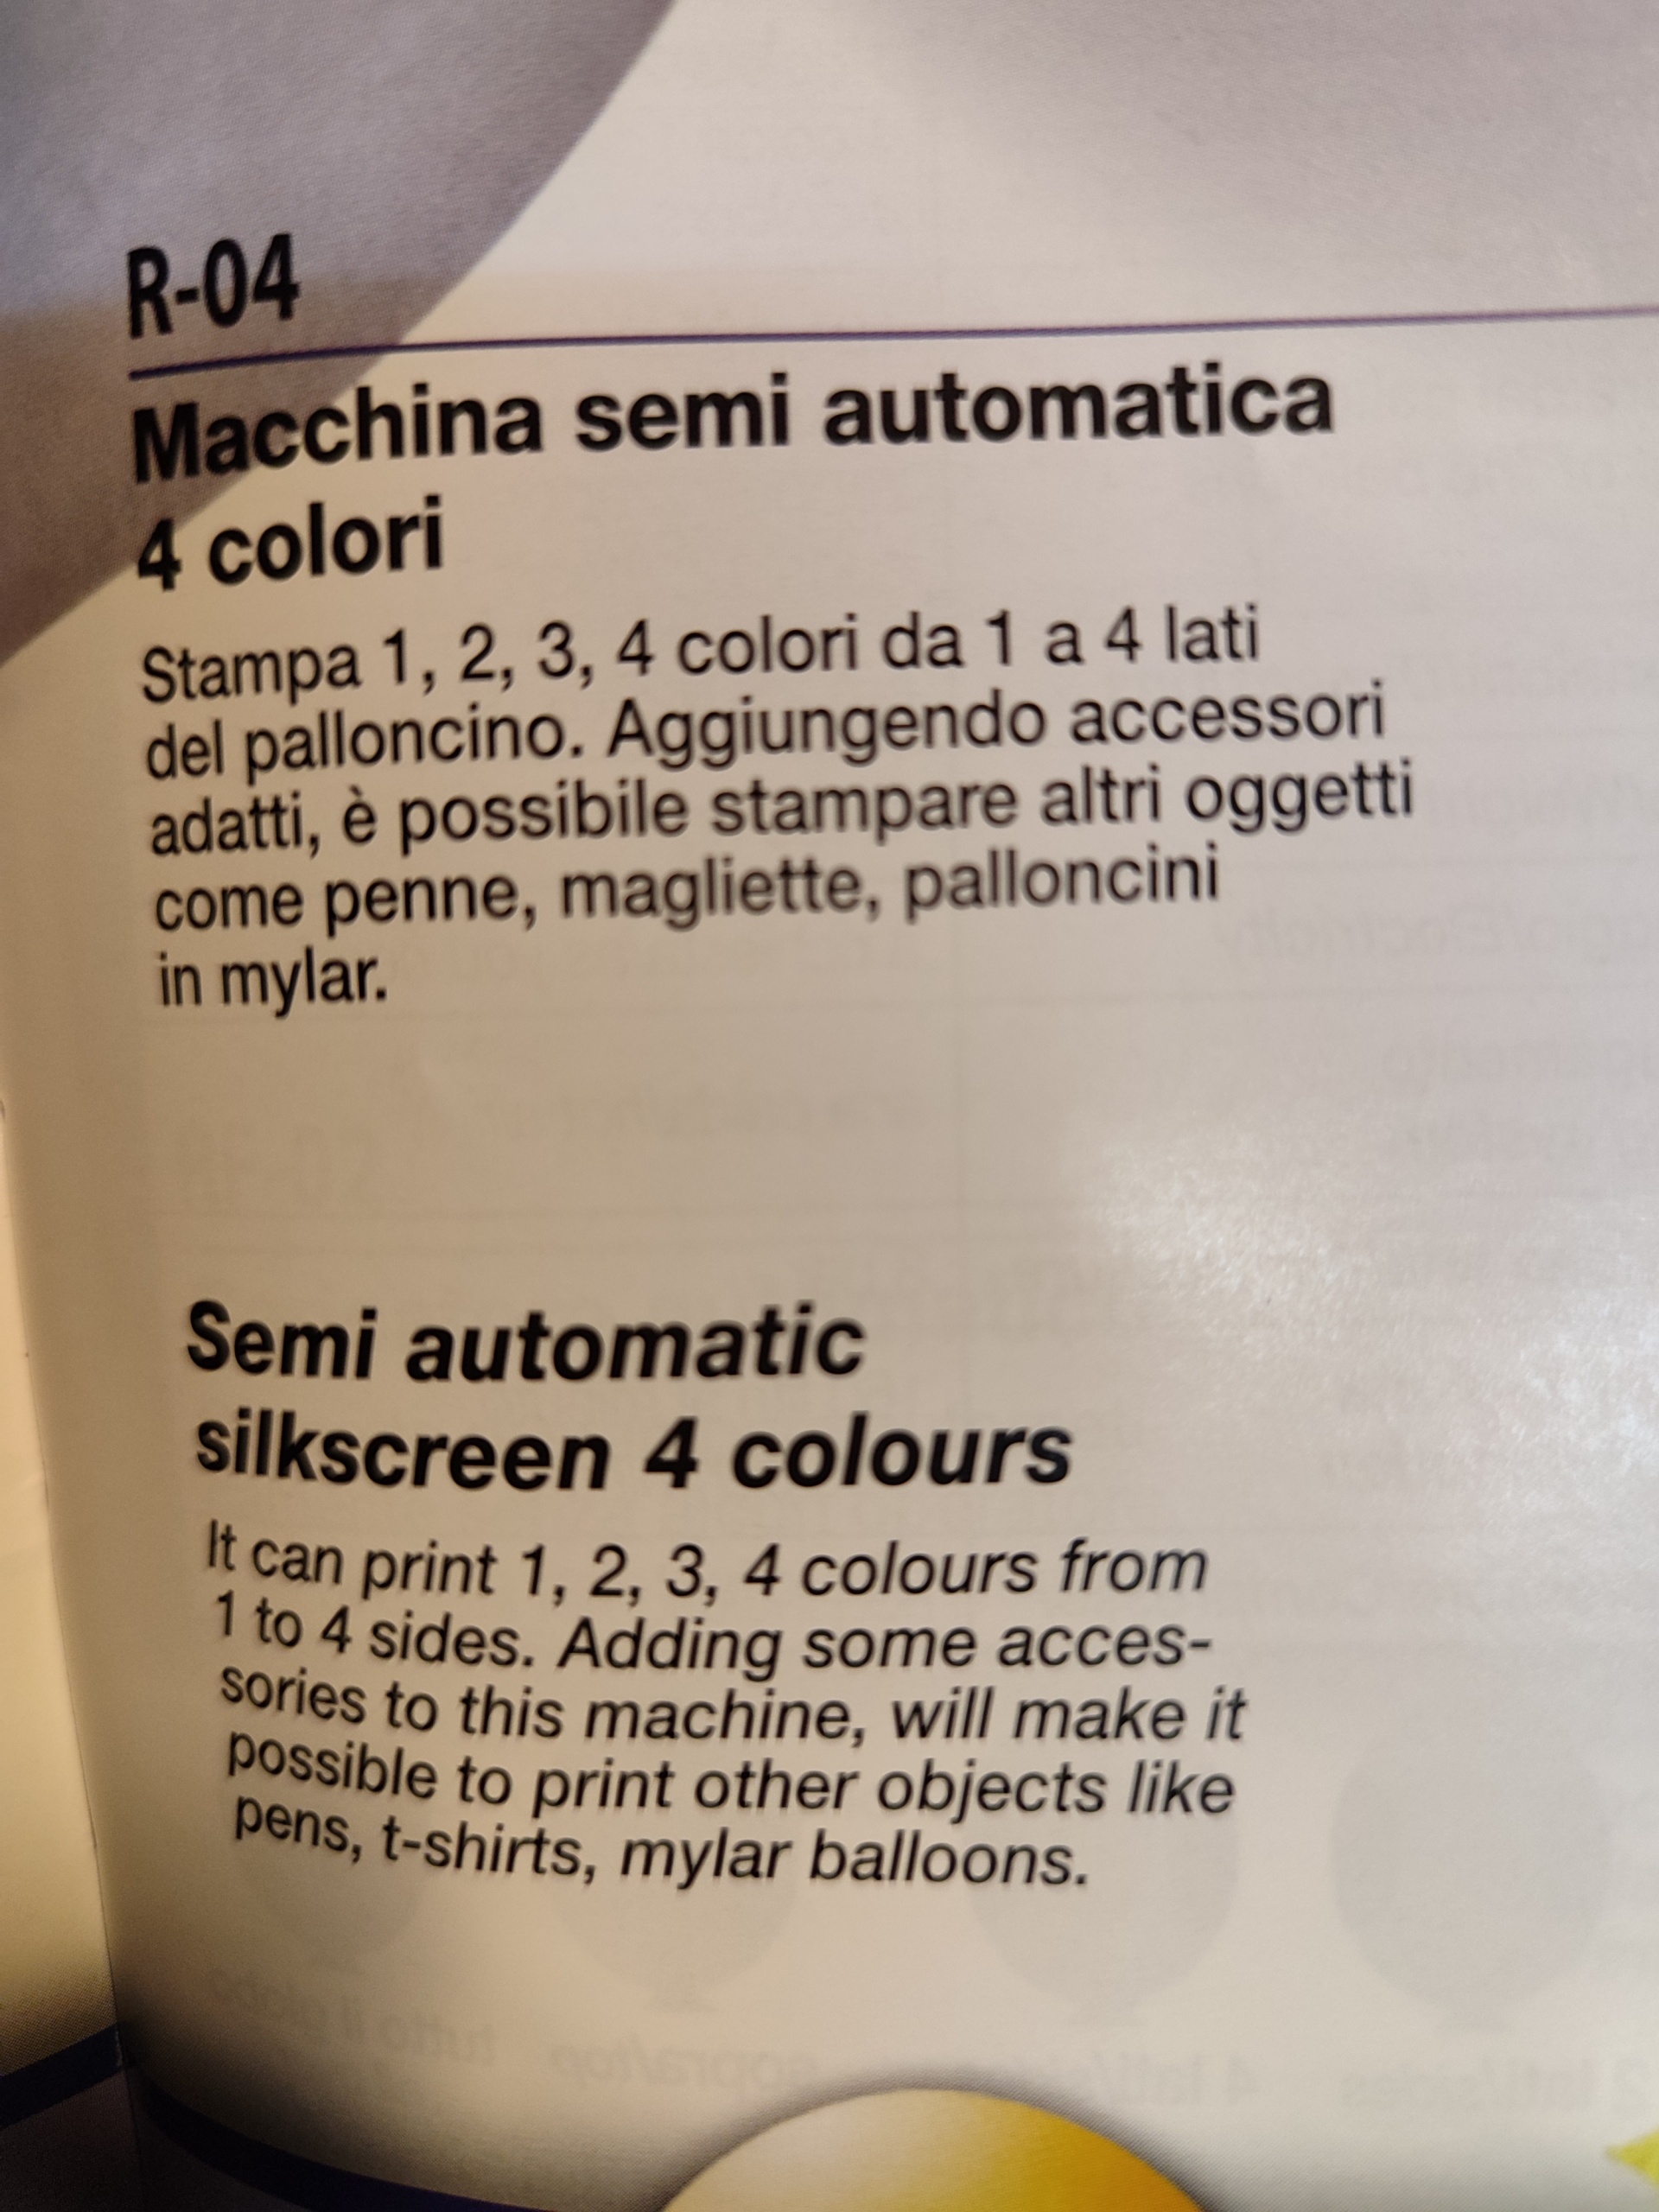 R-04
Macchina semi automatica
4 colori
Stampa 1, 2, 3, 4 colori da 1 a 4 lati
del palloncino. Aggiungendo accessori
adatti, è possibile stampare altri oggetti
come penne, magliette, palloncini
in mylar.
Semi automatic
silkscreen 4 colours
It can print 1, 2, 3, 4 colours from
1 to 4 sides. Adding some acces-
sories to this machine, will make it
possible to print other objects like
pens, t-shirts, mylar balloons.